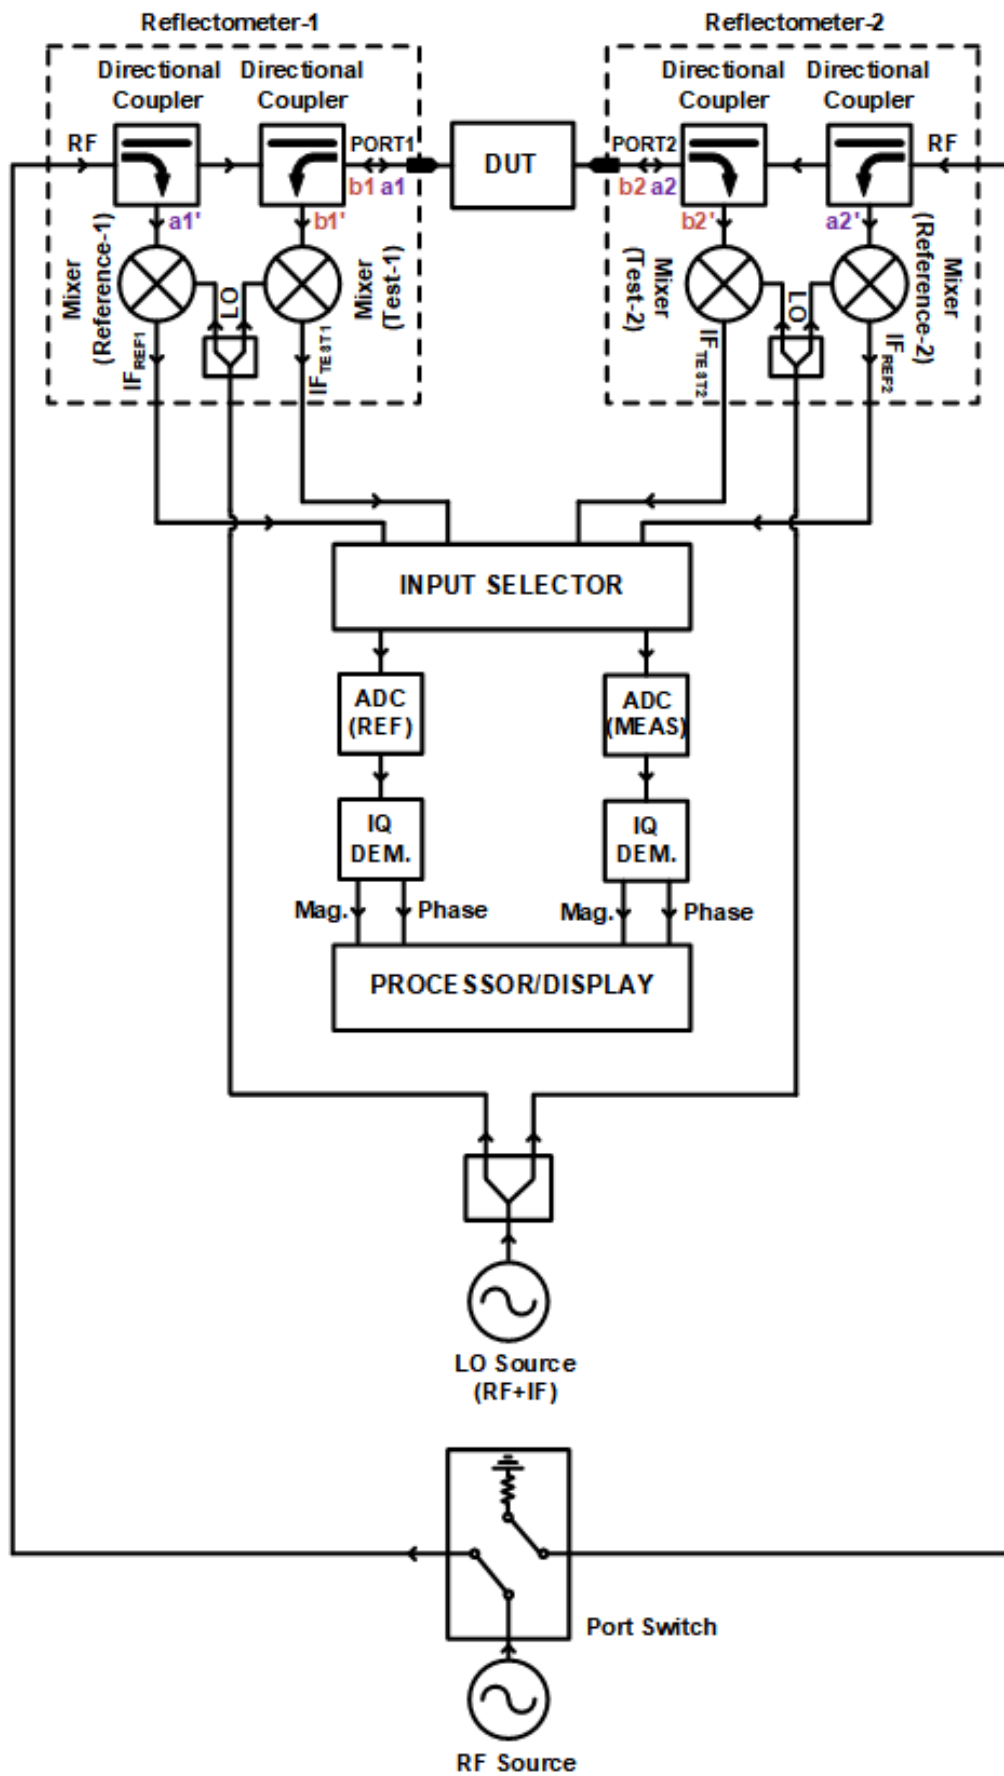 Reflectometer-1
Reflectometer-2
Directional
Coupler
Directional
Coupler
Directional
Coupler
Directional
Coupler
RF
PORT1
b1 a1
DUT
PORT2
b2 a2
RF
a1'
b1'
b2'
a2'
Mixer
(Reference-1)
LO
Mixer
(Test-1)
Mixer
(Test-2)
LO
Mixer
(Reference-2)
IFREF1
IFTEST1
IFTEST2
IFREF2
INPUT SELECTOR
ADC
(REF)
ADC
(MEAS)
IQ
DEM.
IQ
DEM.
Mag.
Phase
Mag.
Phase
PROCESSOR/DISPLAY
LO Source
(RF+IF)
Port Switch
RF Source